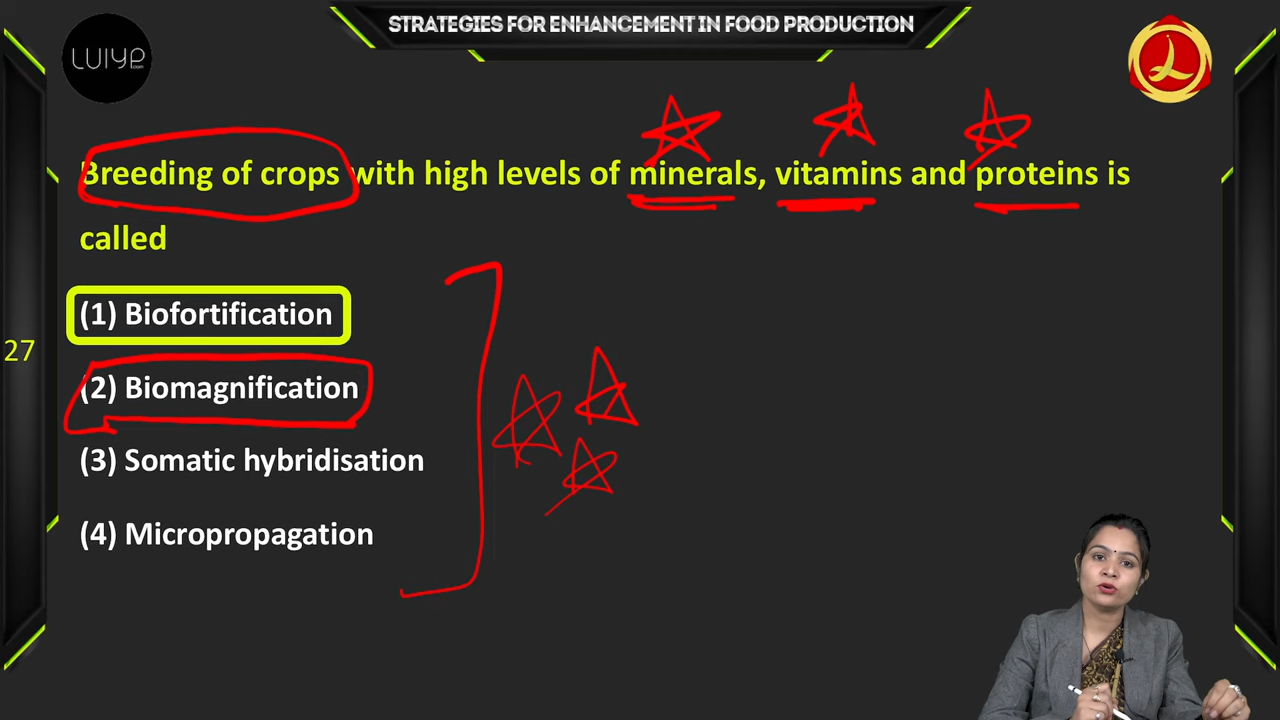 STRATEGIES FOR ENHANCEMENT IN FOOD PRODUCTION
LUIYP
.com
Breeding of crops with high levels of minerals, vitamins and proteins is
called
(1) Biofortification
27
(2) Biomagnification
(3) Somatic hybridisation
(4) Micropropagation